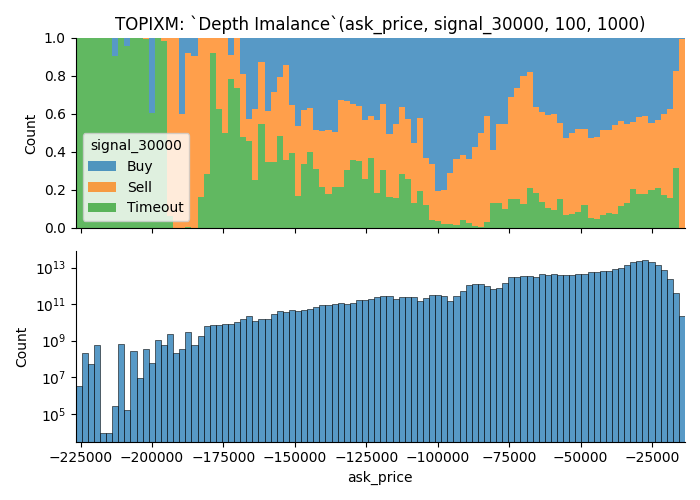 TOPIXM: `Depth Imalance`(ask_price, signal_30000, 100, 1000)
1.0
0.8
0.6
0.4
0.2
0.0
Count
signal_30000
Buy
Sell
Timeout
10^13
10^11
10^9
10^7
10^5
Count
−225000 −200000 −175000 −150000 −125000 −100000 −75000 −50000 −25000
ask_price